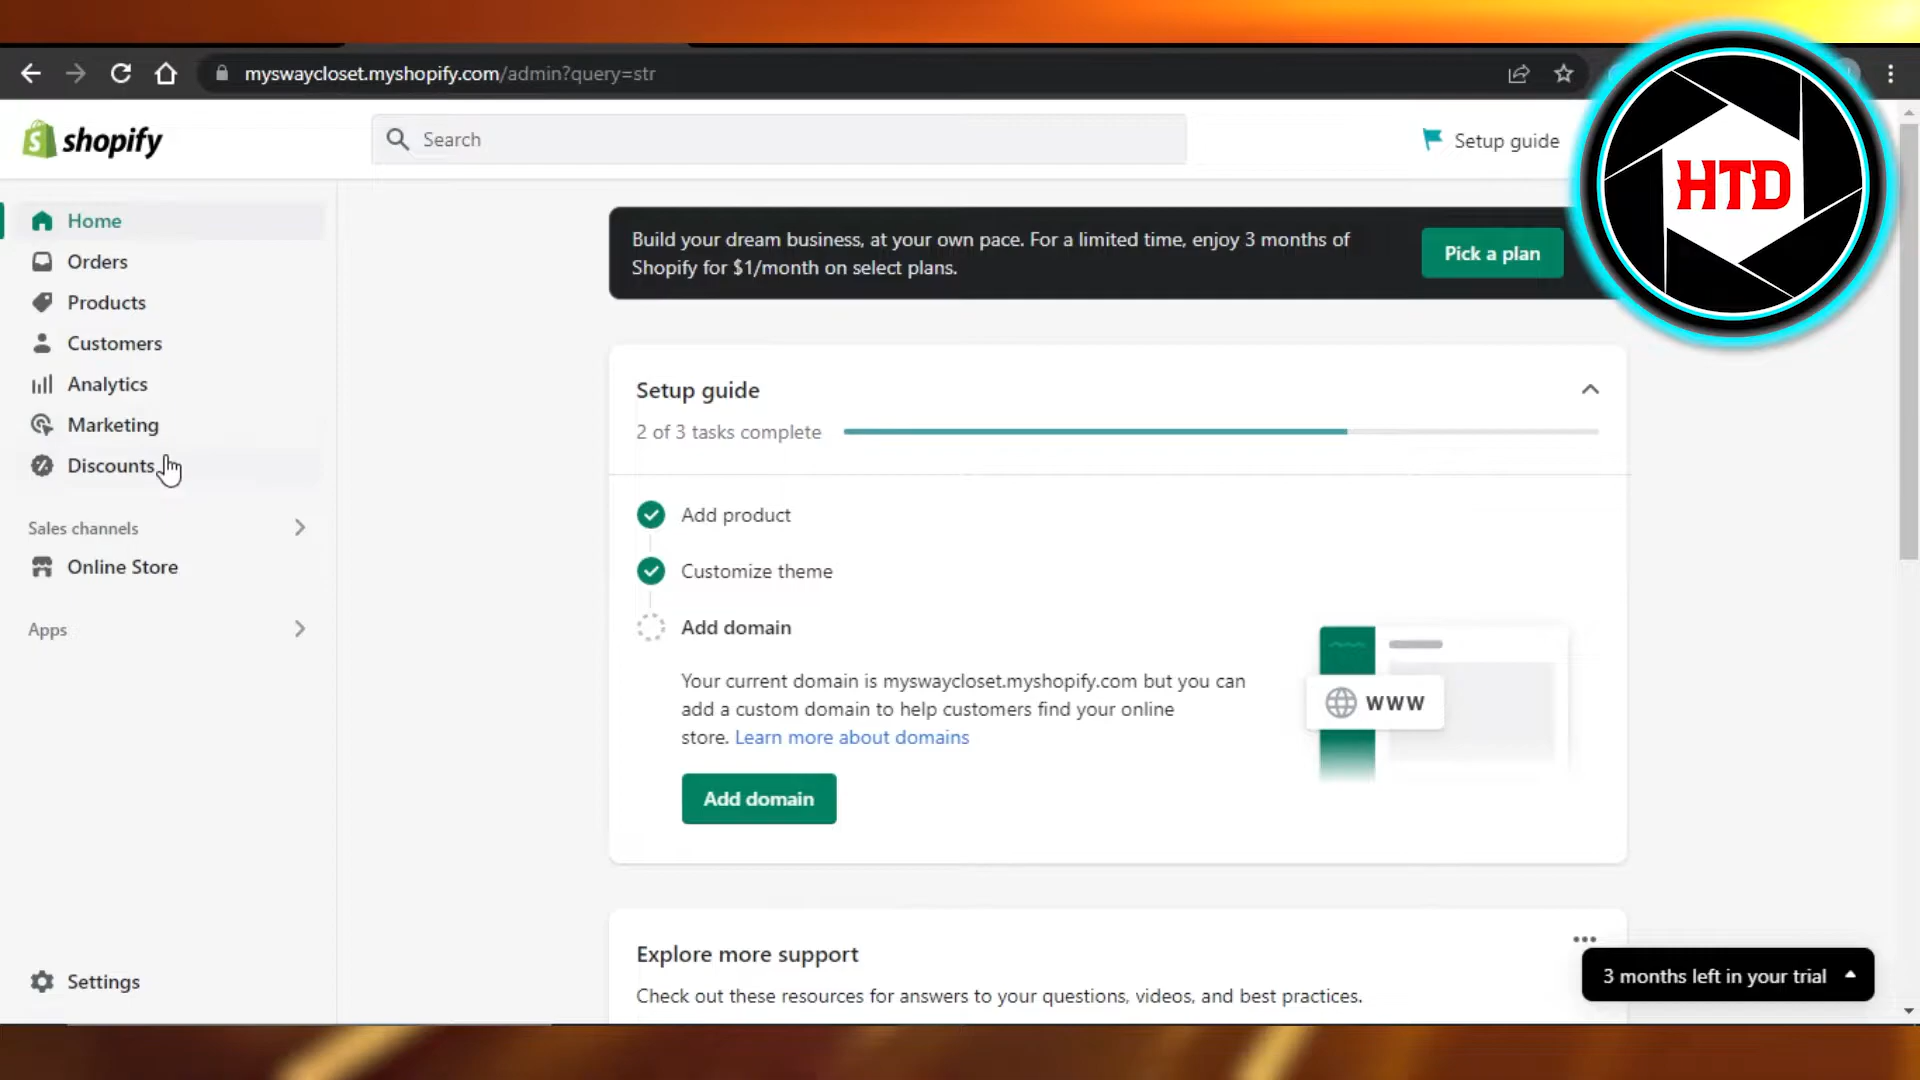 myswaycloset.myshopify.com/admin?query=str
shopify
Search
Setup guide
HTD
Home
Orders
Products
Customers
Analytics
Marketing
Discounts
Sales channels
Online Store
Apps
Settings
Build your dream business, at your own pace. For a limited time, enjoy 3 months of
Shopify for $1/month on select plans.
Pick a plan
Setup guide
2 of 3 tasks complete
Add product
Customize theme
Add domain
Your current domain is myswaycloset.myshopify.com but you can
add a custom domain to help customers find your online
store. Learn more about domains
www
Add domain
Explore more support
Check out these resources for answers to your questions, videos, and best practices.
3 months left in your trial